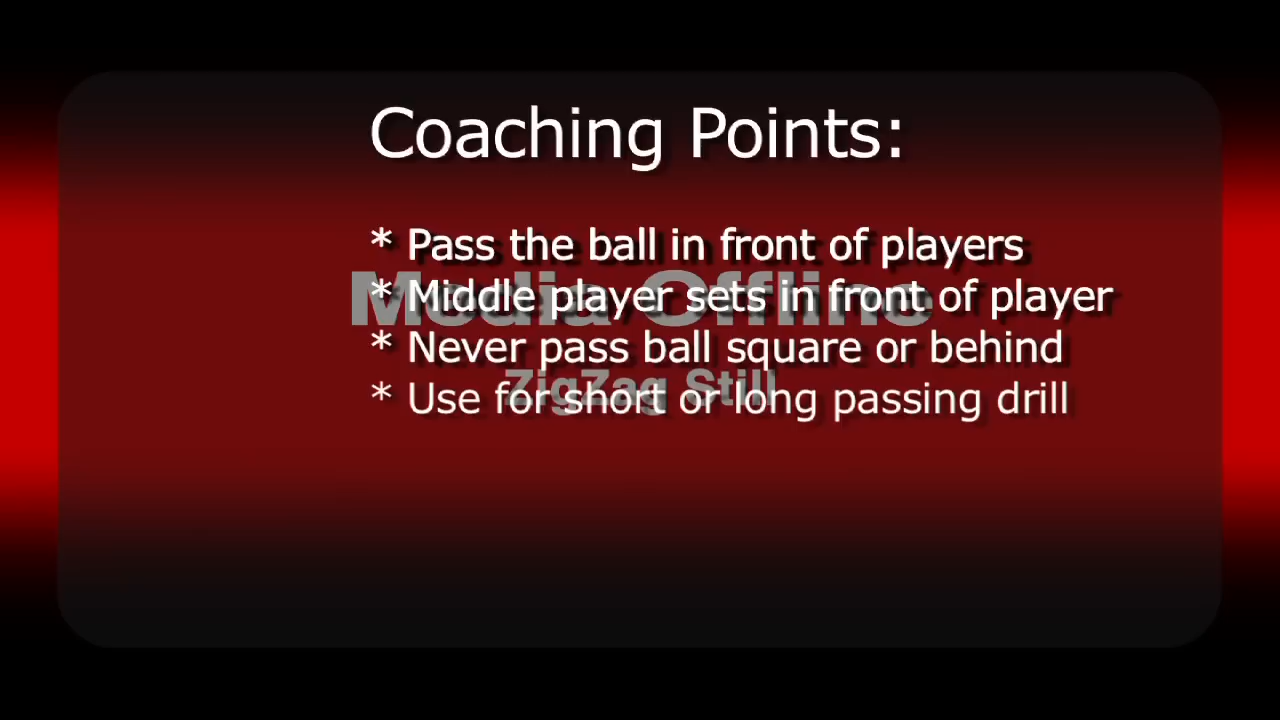 Coaching Points:
* Pass the ball in front of players
* Middle player sets in front of player
Media Offline
* Never pass ball square or behind
* Use for short or long passing drill
ZigZag Still